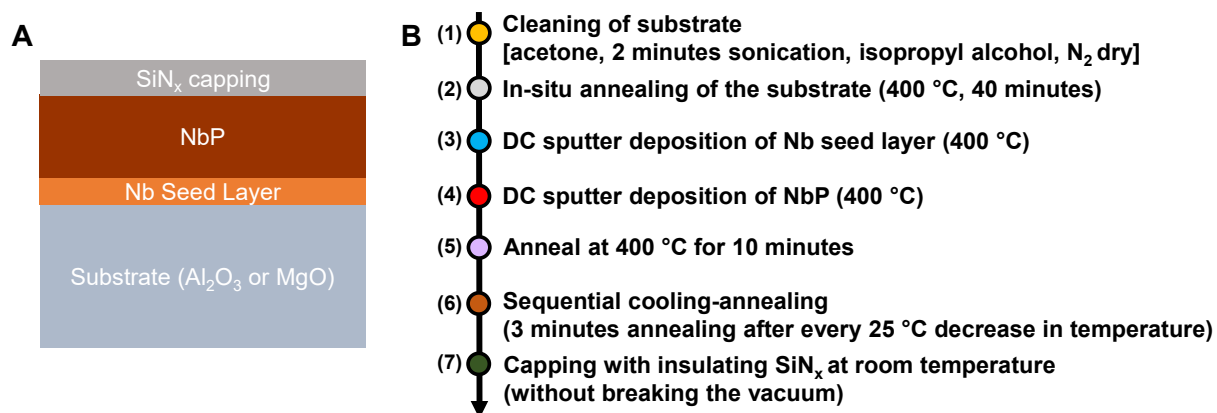 A
SiNx capping
NbP
Nb Seed Layer
Substrate (Al2O3 or MgO)
B
(1) Cleaning of substrate
[acetone, 2 minutes sonication, isopropyl alcohol, N2 dry]
(2) In-situ annealing of the substrate (400 °C, 40 minutes)
(3) DC sputter deposition of Nb seed layer (400 °C)
(4) DC sputter deposition of NbP (400 °C)
(5) Anneal at 400 °C for 10 minutes
(6) Sequential cooling-annealing
(3 minutes annealing after every 25 °C decrease in temperature)
(7) Capping with insulating SiNx at room temperature
(without breaking the vacuum)